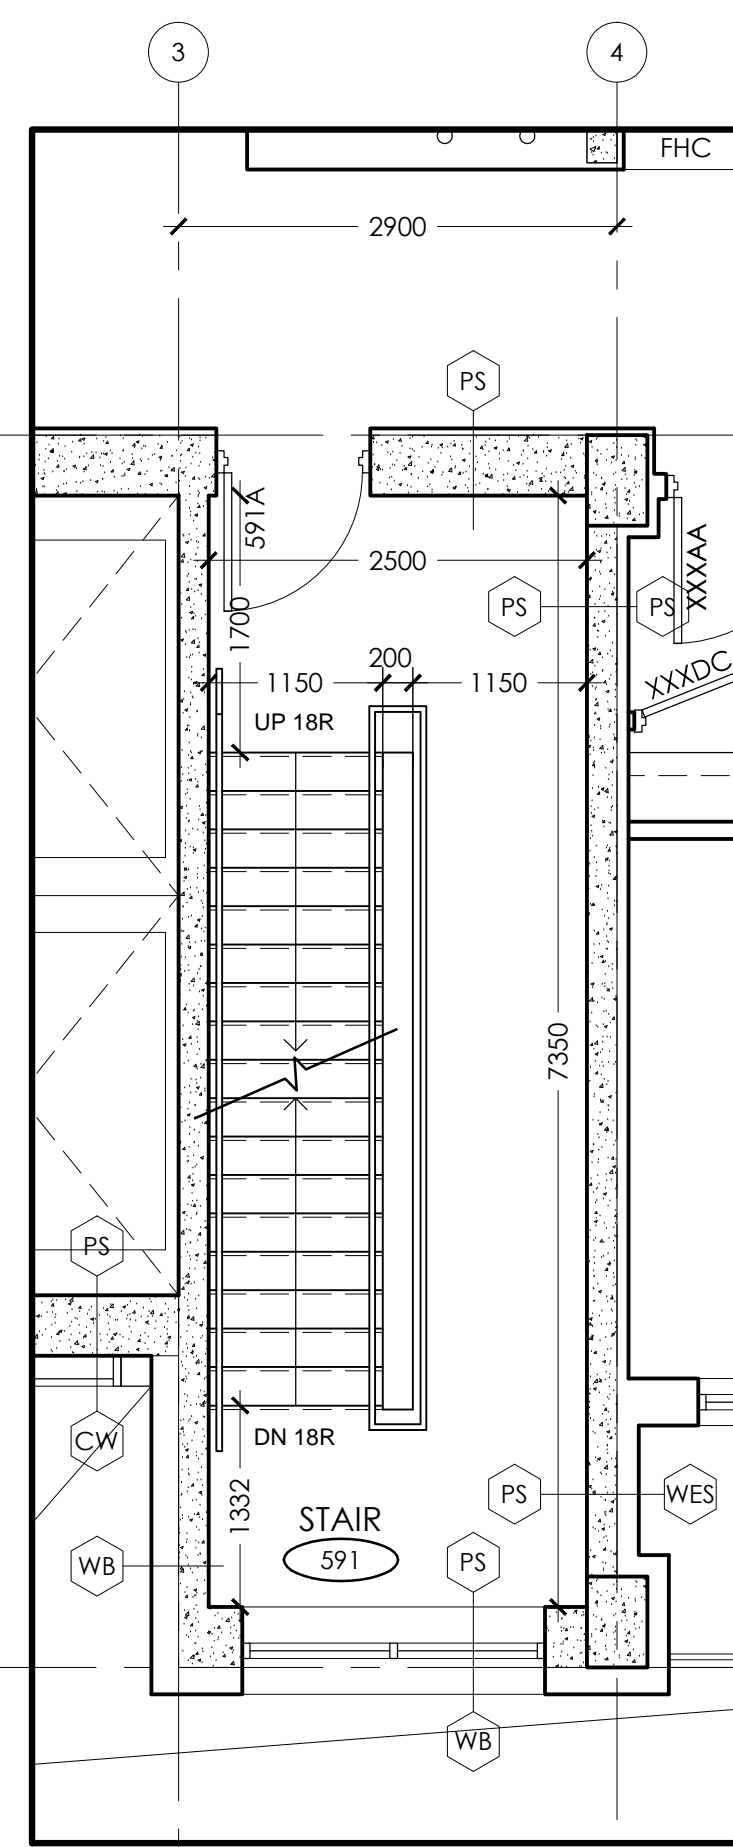 3
4
FHC
2900
PS
591A
2500
XXXAA
PS
PS
1700
200
1150
1150
XXXDC
UP 18R
7350
PS
CW
DN 18R
1332
PS
WES
STAIR
591
WB
PS
WB